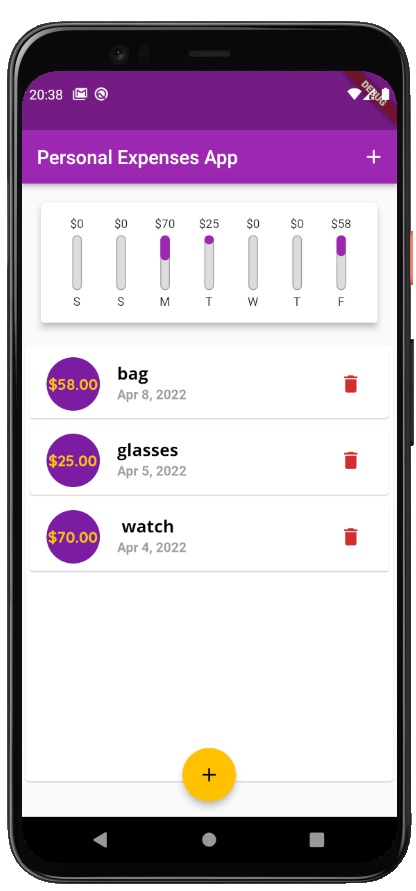 20:38
DEBUG
Personal Expenses App
$0 $0 $70 $25 $0 $0 $58
S S M T W T F
$58.00
bag
Apr 8, 2022
$25.00
glasses
Apr 5, 2022
$70.00
watch
Apr 4, 2022